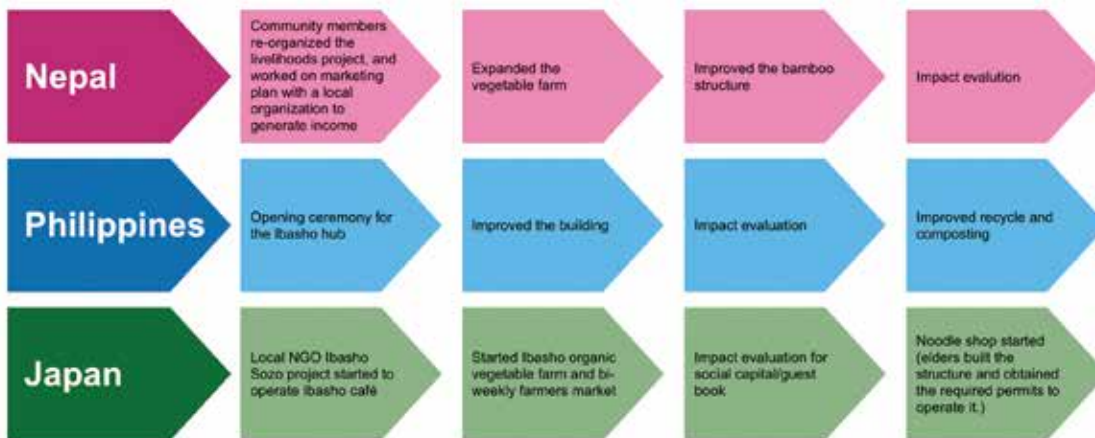 Nepal
Community members
re-organized the
livelihoods project, and
worked on marketing
plan with a local
organization to
generate income
Expanded the
vegetable farm
Improved the bamboo
structure
Impact evalution
Philippines
Opening ceremony for
the Ibasho hub
Improved the building
Impact evaluation
Improved recycle and
composting
Japan
Local NGO Ibasho
Sozo project started to
operate Ibasho café
Started Ibasho organic
vegetable farm and bi-
weekly farmers market
Impact evaluation for
social capital/guest
book
Noodle shop started
(elders built the
structure and obtained
the required permits to
operate it.)